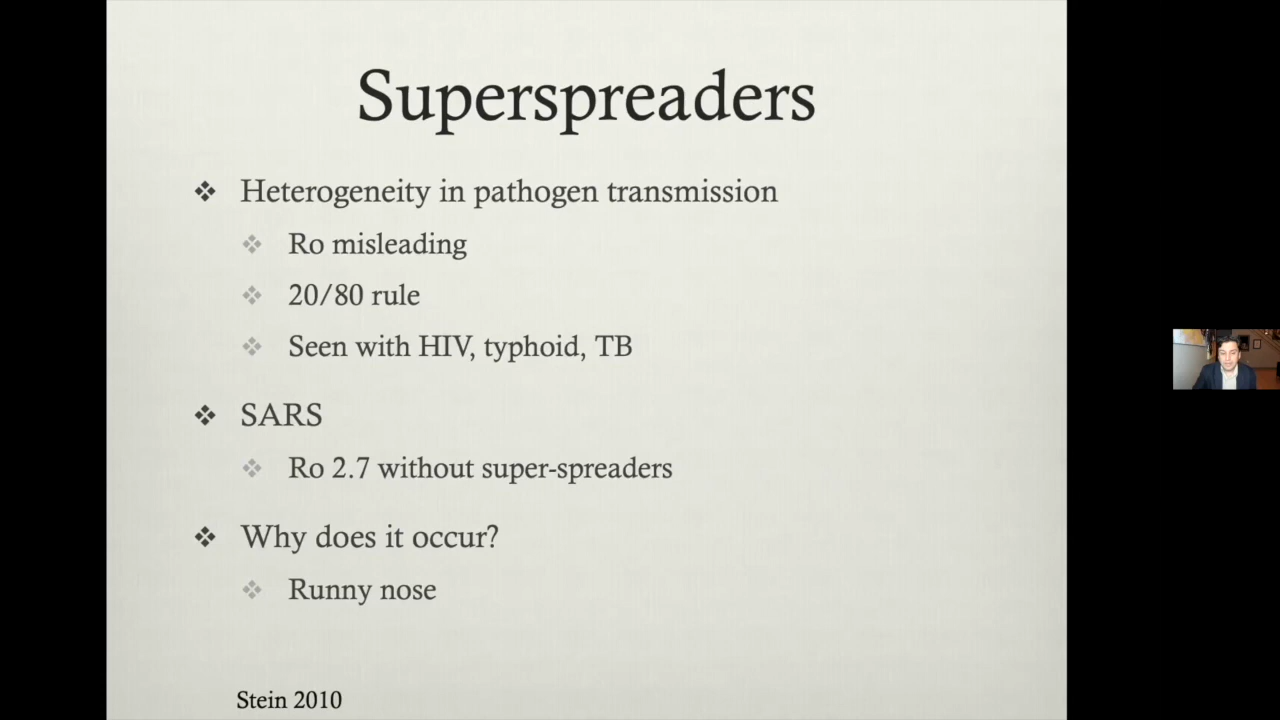 Superspreaders
Heterogeneity in pathogen transmission
Ro misleading
20/80 rule
Seen with HIV, typhoid, TB
SARS
Ro 2.7 without super-spreaders
Why does it occur?
Runny nose
Stein 2010